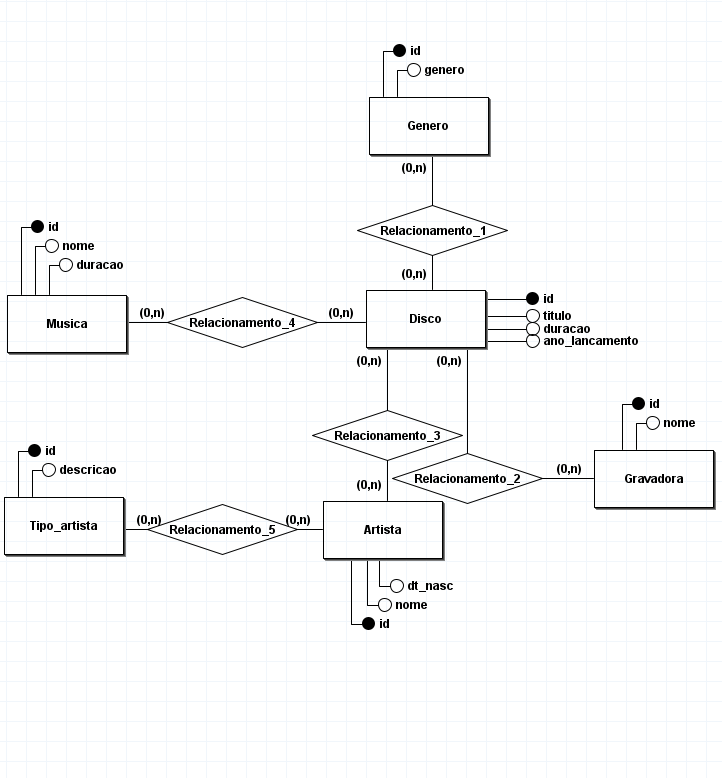 id
genero
Genero
(0,n)
Relacionamento_1
(0,n)
id
nome
duracao
Musica
(0,n)
Relacionamento_4
(0,n)
Disco
id
titulo
duracao
ano_lancamento
(0,n)
(0,n)
Relacionamento_3
(0,n)
Relacionamento_2
(0,n)
id
nome
Gravadora
id
descricao
Tipo_artista
(0,n)
Relacionamento_5
(0,n)
Artista
dt_nasc
nome
id